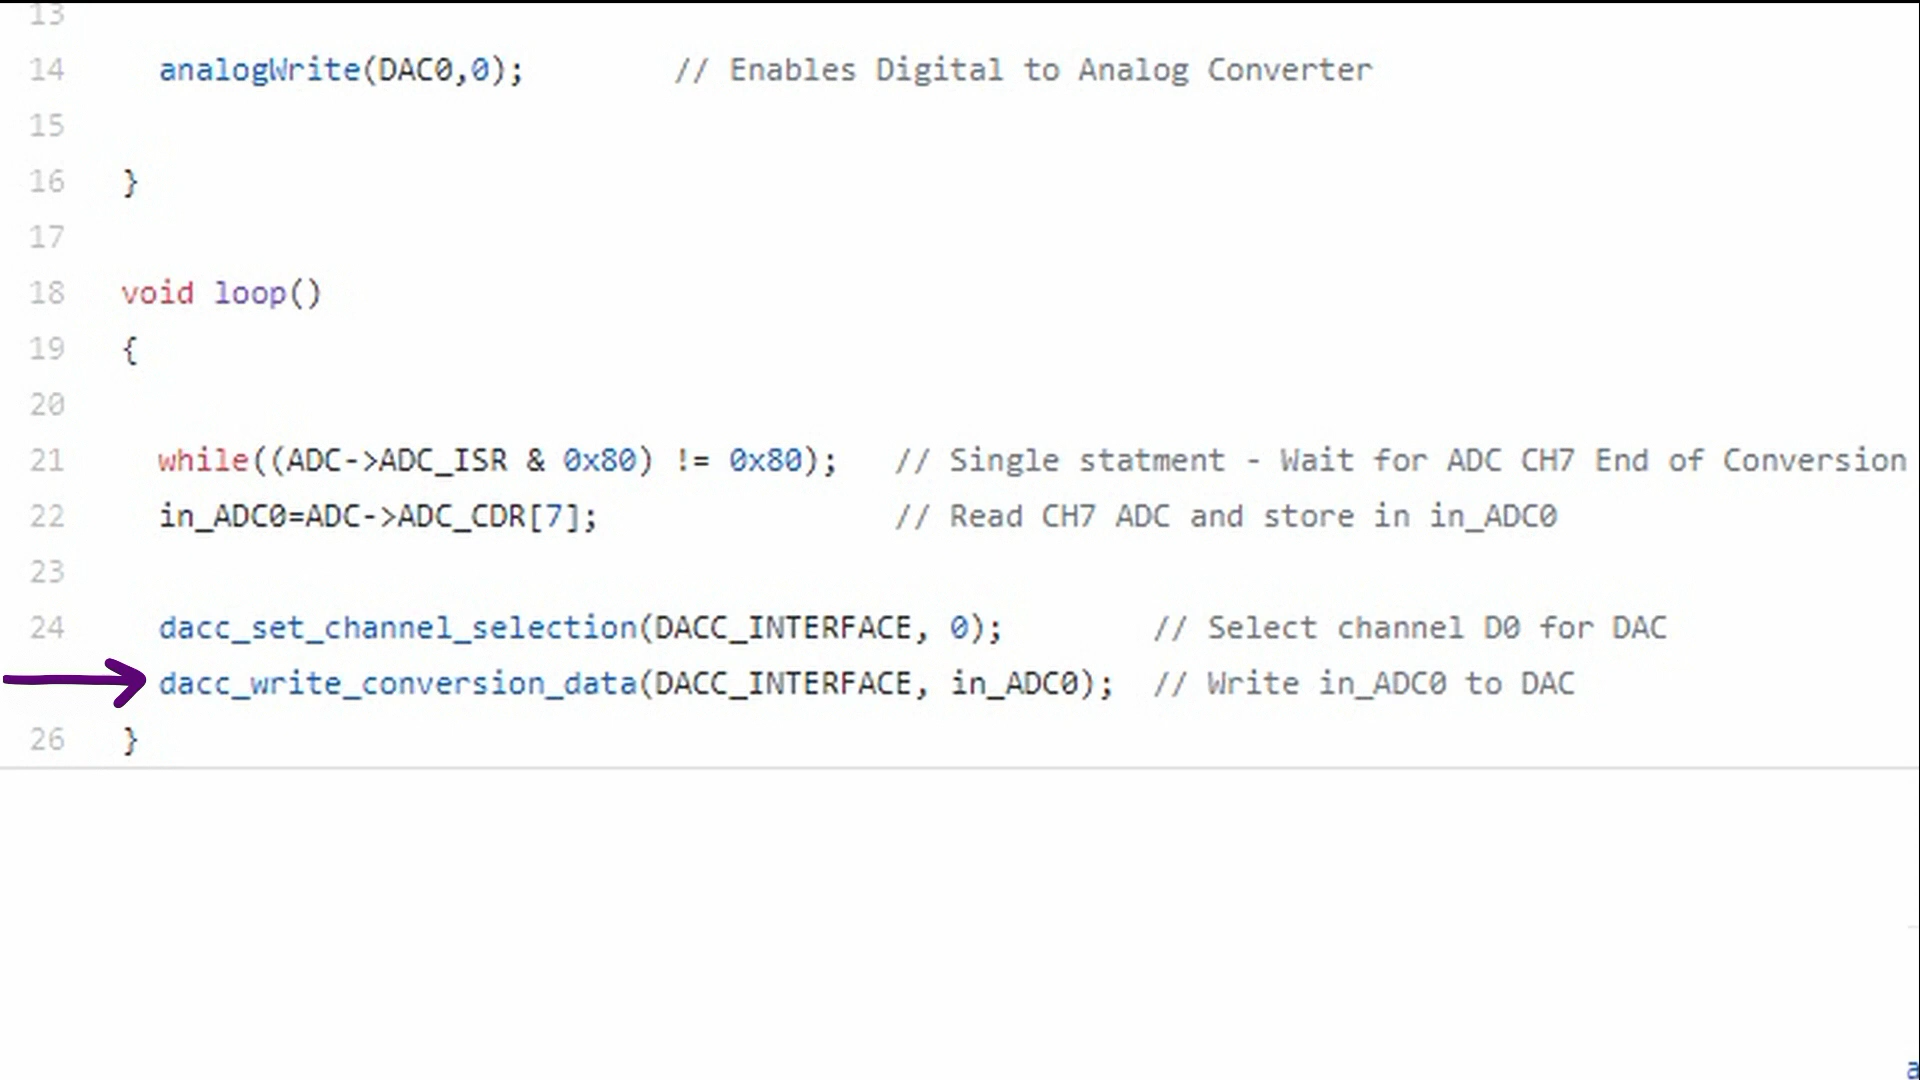 13
14 analogWrite(DAC0,0); // Enables Digital to Analog Converter
15
16 }
17
18 void loop()
19 {
20
21 while((ADC->ADC_ISR & 0x80) != 0x80); // Single statment - Wait for ADC CH7 End of Conversion
22 in_ADC0=ADC->ADC_CDR[7]; // Read CH7 ADC and store in in_ADC0
23
24 dacc_set_channel_selection(DACC_INTERFACE, 0); // Select channel D0 for DAC
dacc_write_conversion_data(DACC_INTERFACE, in_ADC0); // Write in_ADC0 to DAC
26 }
a